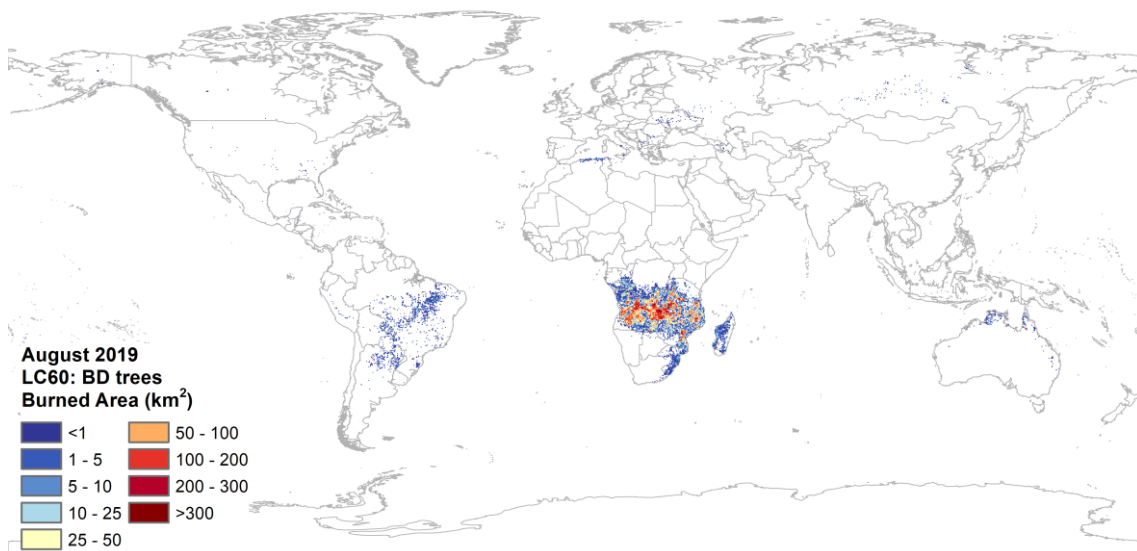 August 2019
LC60: BD trees
Burned Area (km²)
<1
1 - 5
5 - 10
10 - 25
25 - 50
50 - 100
100 - 200
200 - 300
>300